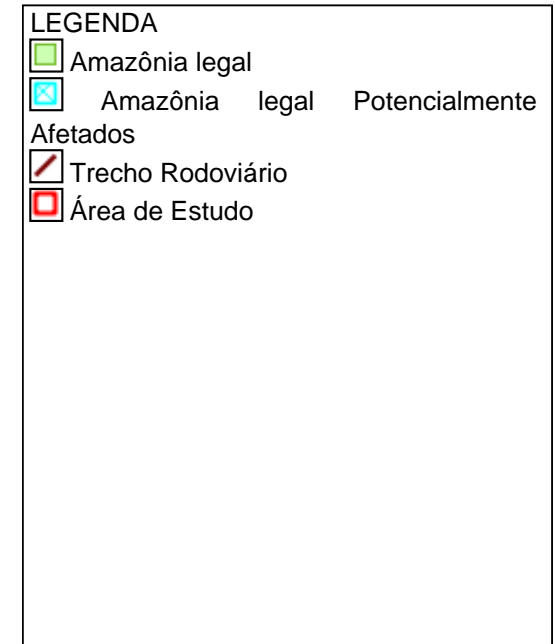 LEGENDA
Amazônia legal
Amazônia legal Potencialmente
Afetados
Trecho Rodoviário
Área de Estudo